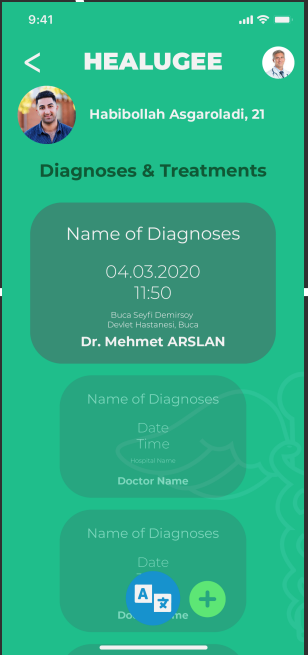 9:41
<
HEALUGEE
Habibollah Asgaroladi, 21
Diagnoses & Treatments
Name of Diagnoses
04.03.2020
11:50
Buca Seyfi Demirsoy
Devlet Hastanesi, Buca
Dr. Mehmet ARSLAN
Name of Diagnoses
Date
Time
Hospital Name
Doctor Name
Name of Diagnoses
Date
A
文
+